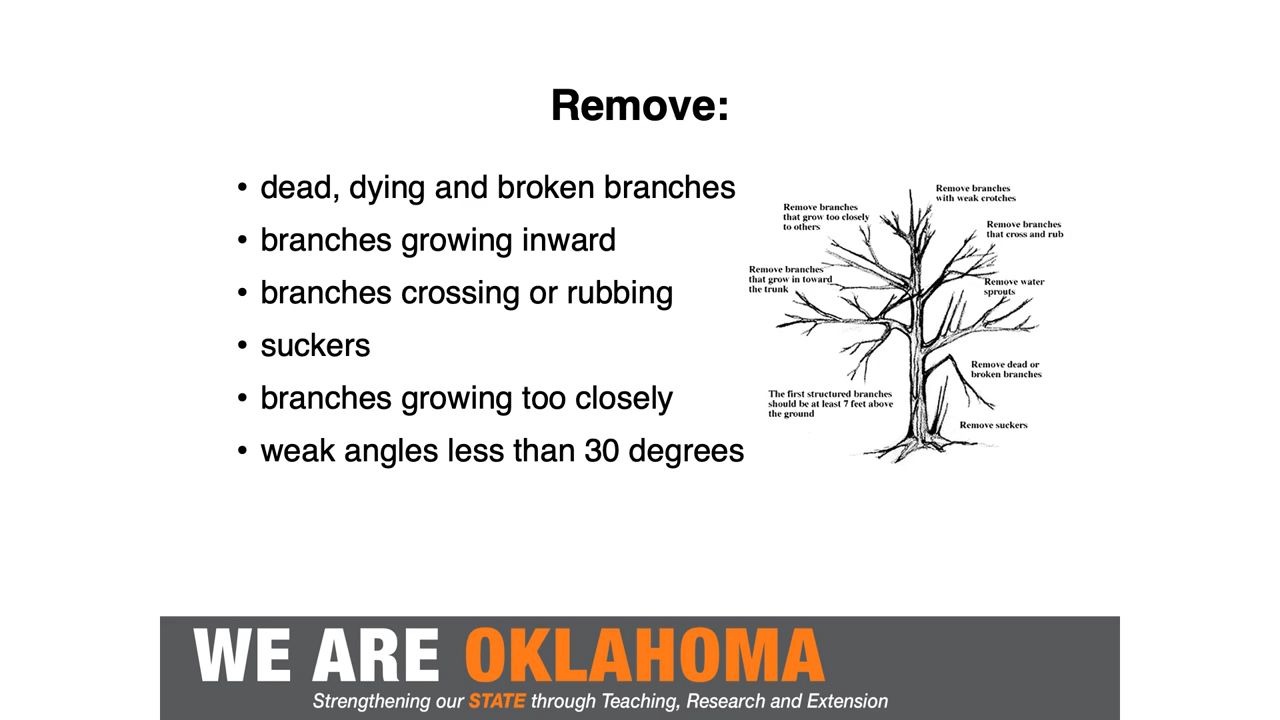 Remove:
• dead, dying and broken branches
• branches growing inward
• branches crossing or rubbing
• suckers
• branches growing too closely
• weak angles less than 30 degrees
Remove branches
with weak crotches
Remove branches
that grow too closely
to others
Remove branches
that cross and rub
Remove branches
that grow in toward
the trunk
Remove water
sprouts
Remove dead or
broken branches
The first structured branches
should be at least 7 feet above
the ground
Remove suckers
WE ARE OKLAHOMA
Strengthening our STATE through Teaching, Research and Extension